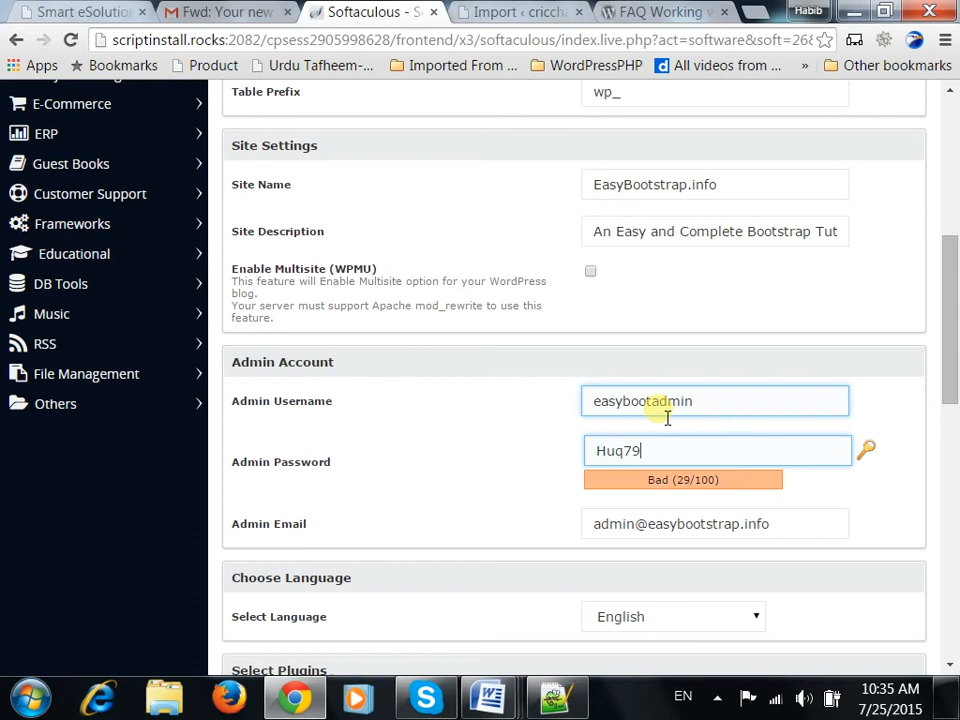 Smart eSolutio
Fwd: Your new
Softaculous - S
Import ‹ cricch
FAQ Working w
Habib
scriptinstall.rocks:2082/cpsess2905998628/frontend/x3/softaculous/index.live.php?act=software&soft=26
Apps
Bookmarks
Product
Urdu Tafheem-...
Imported From ...
WordPressPHP
All videos from ...
»
Other bookmarks
E-Commerce
ERP
Guest Books
Customer Support
Frameworks
Educational
DB Tools
Music
RSS
File Management
Others
Table Prefix
wp_
Site Settings
Site Name
EasyBootstrap.info
Site Description
An Easy and Complete Bootstrap Tut
Enable Multisite (WPMU)
This feature will Enable Multisite option for your WordPress
blog.
Your server must support Apache mod_rewrite to use this
feature.
Admin Account
Admin Username
easybootadmin
Admin Password
Huq79
Bad (29/100)
Admin Email
admin@easybootstrap.info
Choose Language
Select Language
English
Select Plugins
EN
10:35 AM
7/25/2015